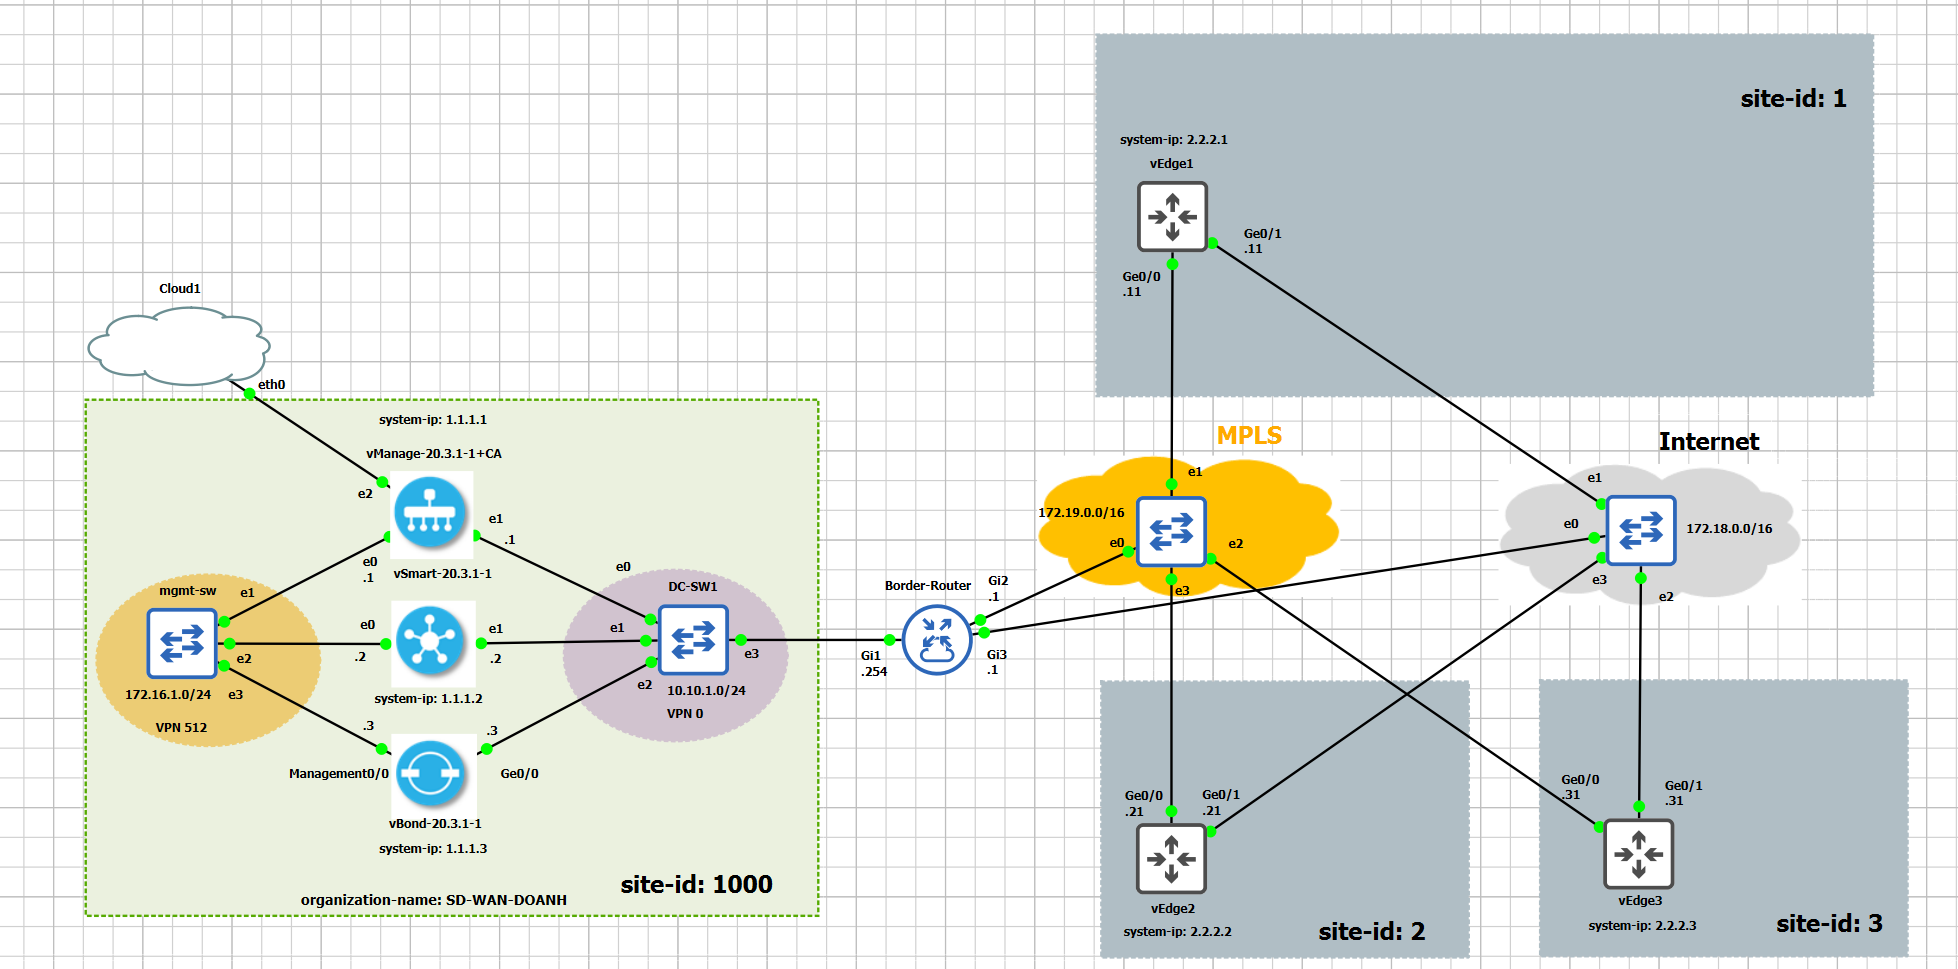 site-id: 1
system-ip: 2.2.2.1
vEdge1
Ge0/1
.11
Ge0/0
.11
Cloud1
eth0
system-ip: 1.1.1.1
vManage-20.3.1-1+CA
e2
e1
.1
e0
.1
vSmart-20.3.1-1
mgmt-sw
e1
e0
.2
e2
e3
172.16.1.0/24
VPN 512
e1
.2
system-ip: 1.1.1.2
.3
.3
Management0/0
Ge0/0
vBond-20.3.1-1
system-ip: 1.1.1.3
organization-name: SD-WAN-DOANH
site-id: 1000
e0
DC-SW1
e1
e2
e3
10.10.1.0/24
VPN 0
Border-Router
Gi1
.254
Gi2
.1
Gi3
.1
MPLS
e1
172.19.0.0/16
e0
e2
e3
Internet
e1
e0
172.18.0.0/16
e3
e2
Ge0/0
.21
Ge0/1
.21
vEdge2
system-ip: 2.2.2.2
site-id: 2
Ge0/0
.31
Ge0/1
.31
vEdge3
system-ip: 2.2.2.3
site-id: 3